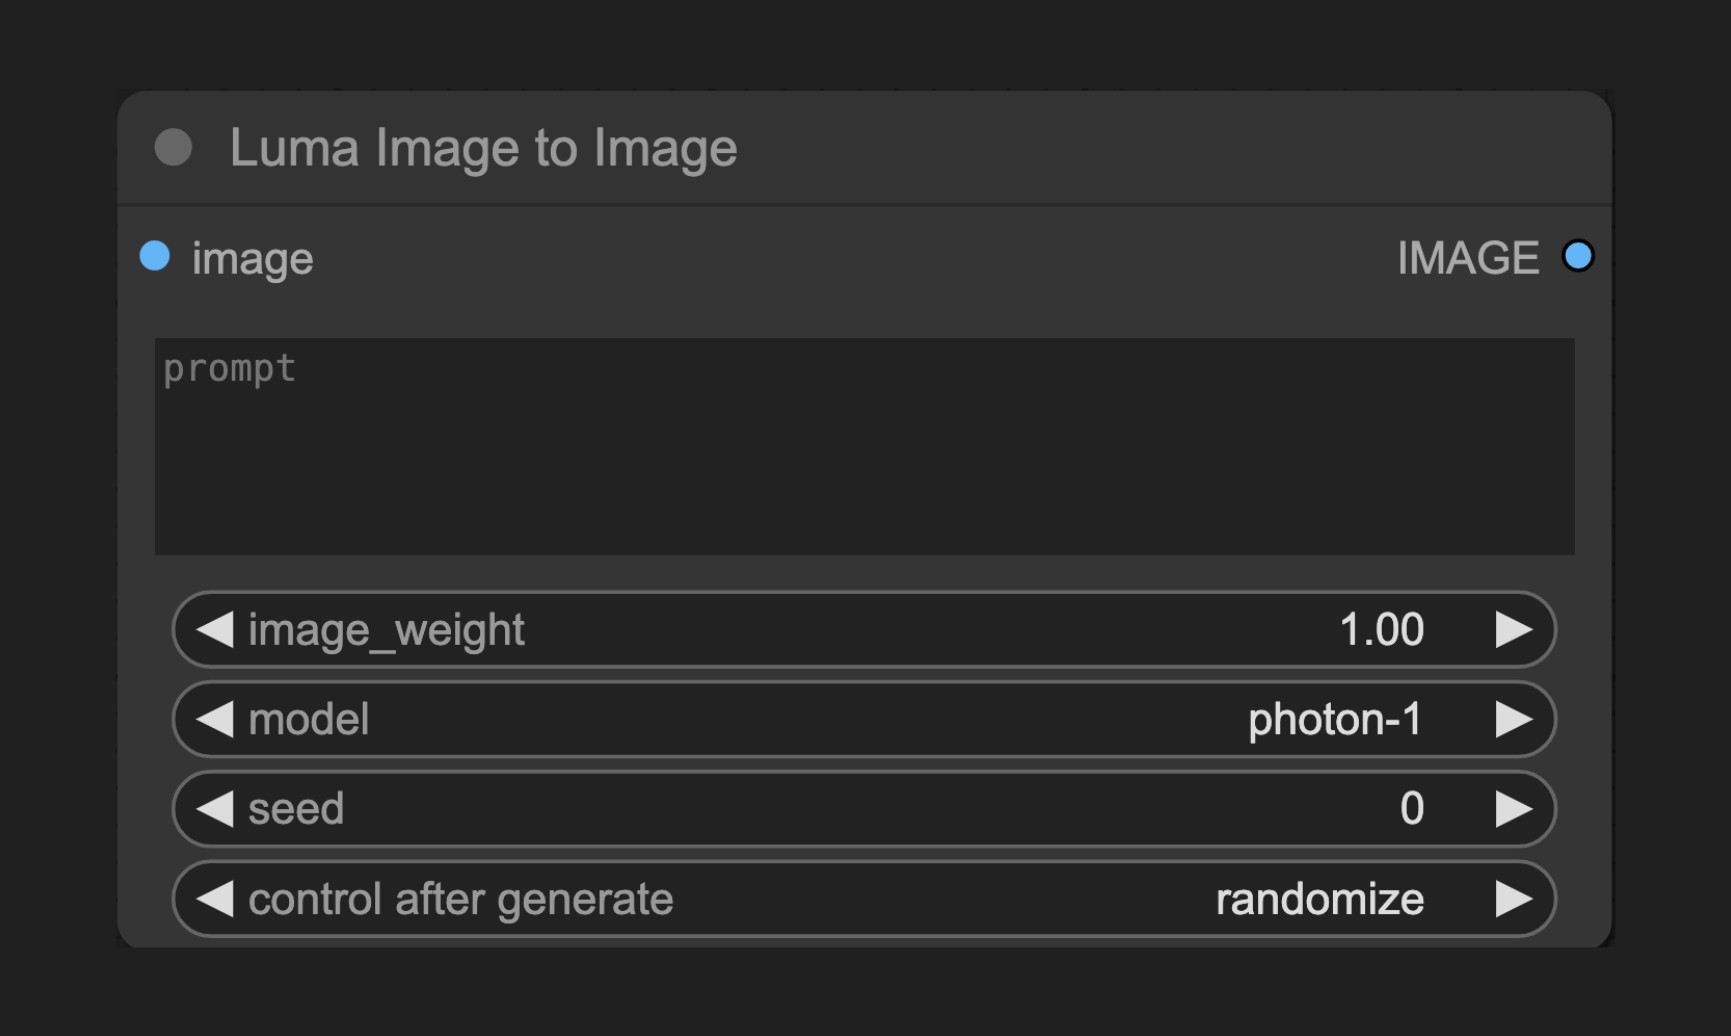 Luma Image to Image
image
IMAGE
prompt
image_weight 1.00
model photon-1
seed 0
control after generate randomize